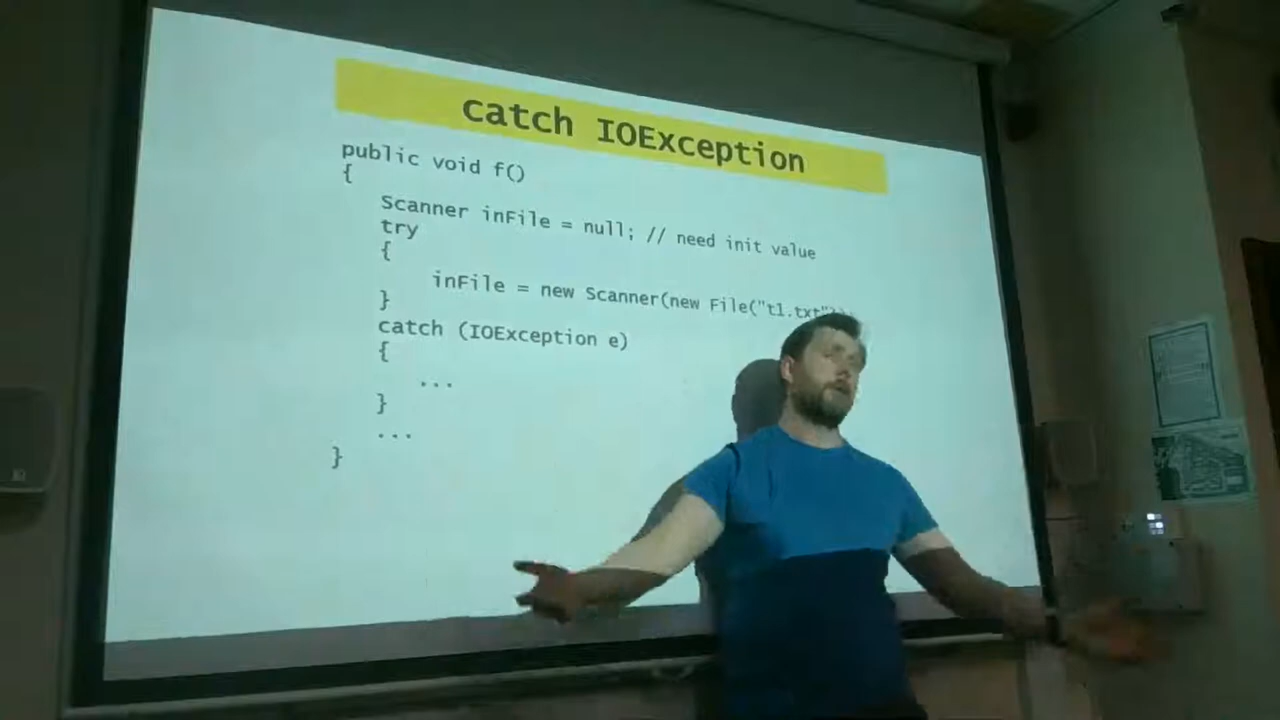 catch IOException
public void f()
{
Scanner inFile = null; // need init value
try
{
inFile = new Scanner(new File("t1.txt"));
}
catch (IOException e)
{
...
}
...
}